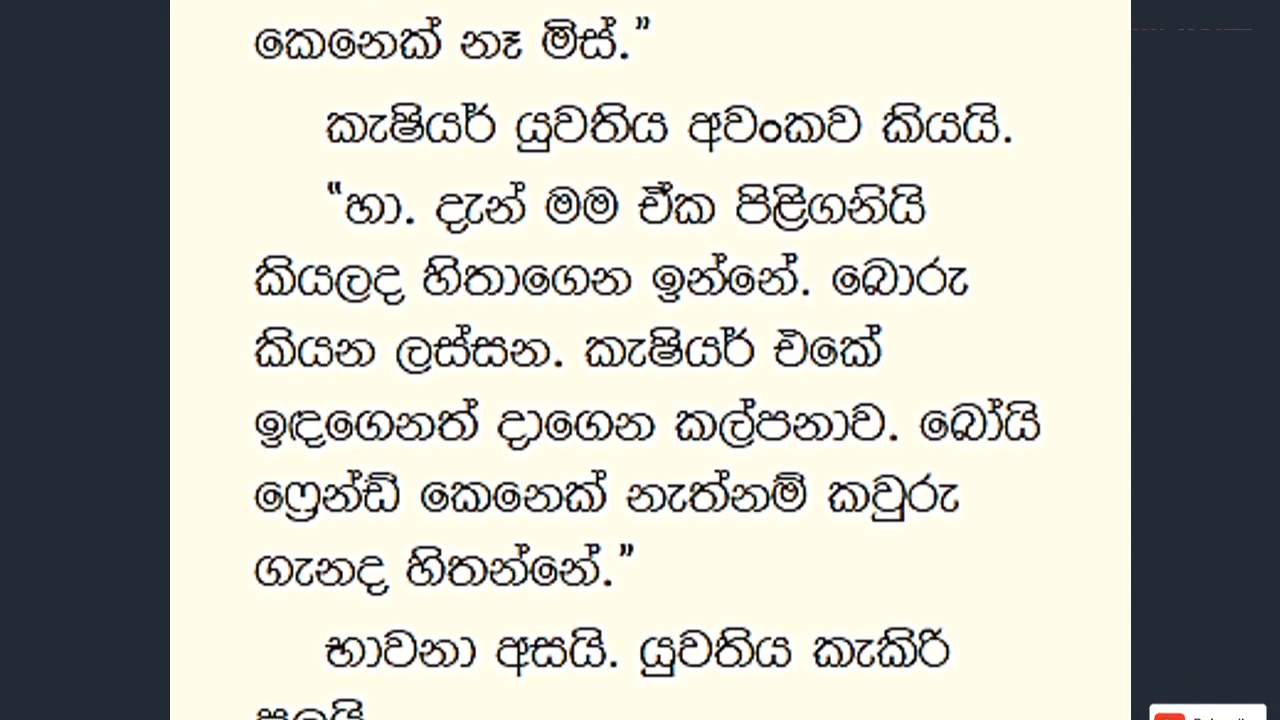 කෙනෙක් නෑ මිස්.”
කැෂියර් යුවතිය අවංකව කියයි.
“හා. දැන් මම ඒක පිළිගනියි
කියලද හිතාගෙන ඉන්නේ. බොරු
කියන ලස්සන. කැෂියර් එකේ
ඉඳගෙනත් දාගෙන කල්පනාව. බෝයි
ෆ්‍රෙන්ඩ් කෙනෙක් නැත්නම් කවුරු
ගැනද හිතන්නේ.”
භාවනා අසයි. යුවතිය කැකිරි